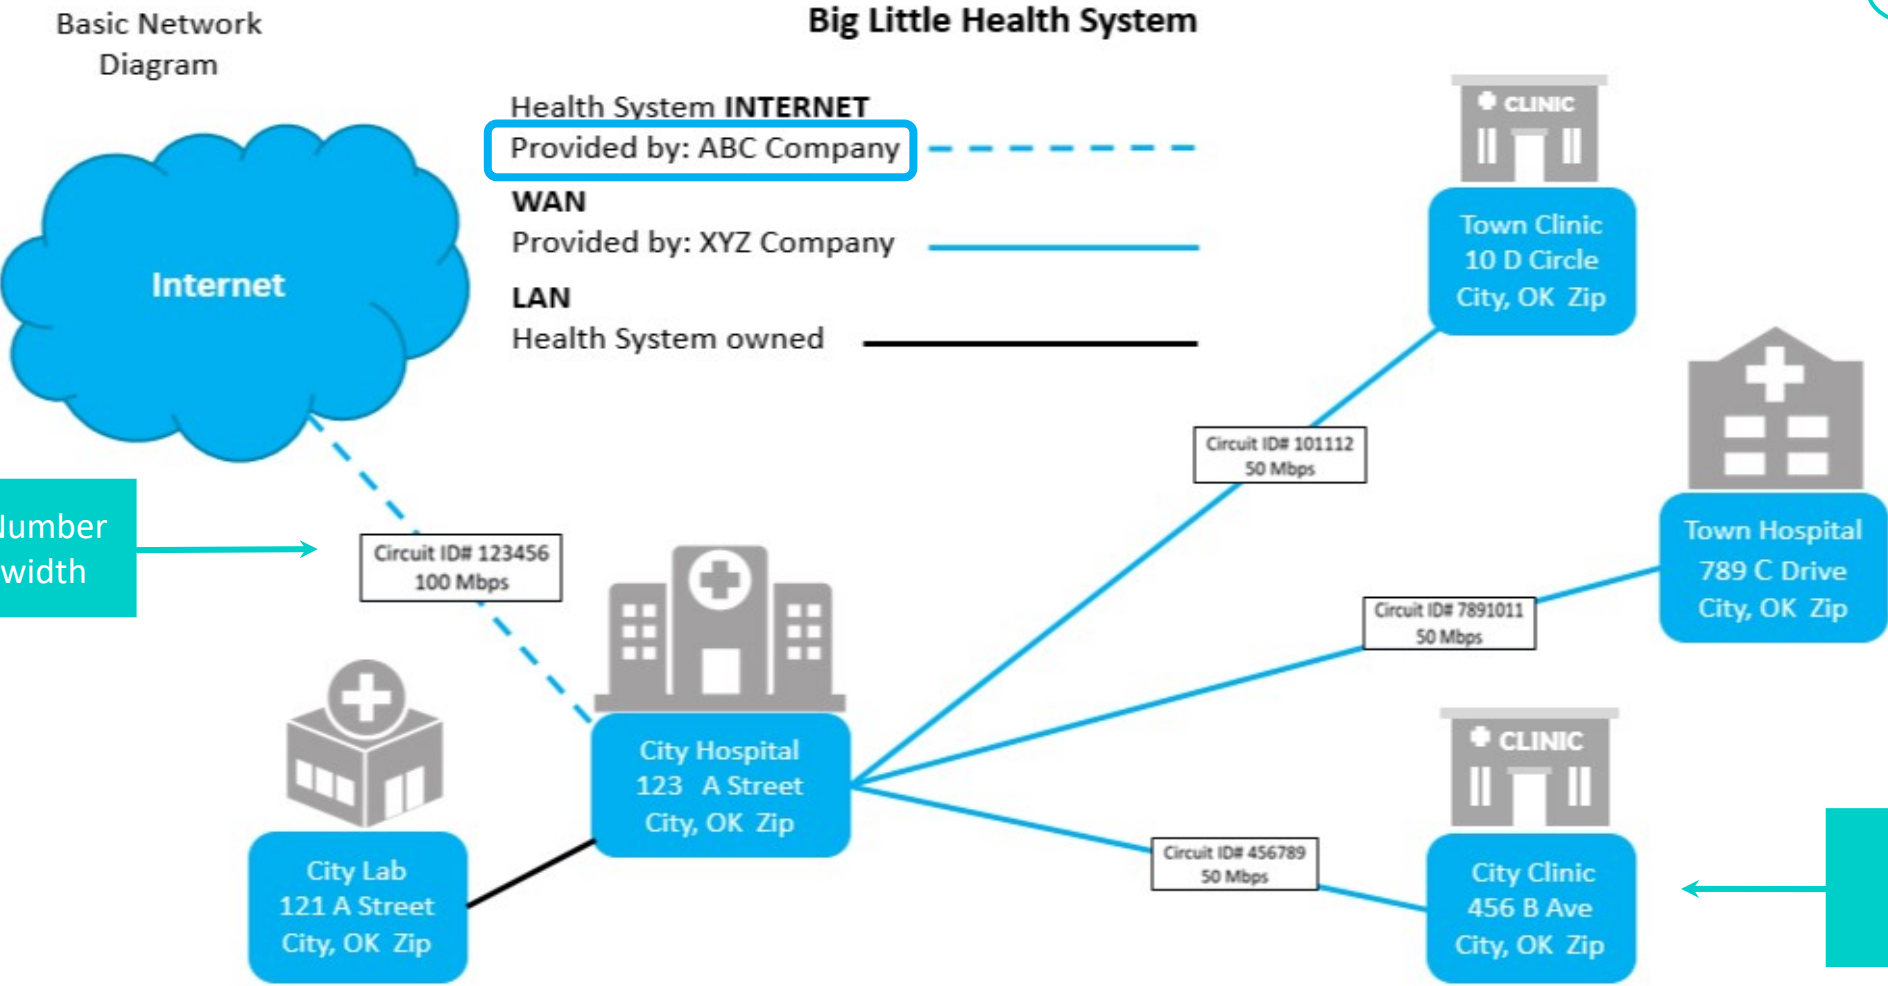 Basic Network
Diagram
Big Little Health System
Health System INTERNET
Provided by: ABC Company
WAN
Provided by: XYZ Company
LAN
Health System owned
Internet
CLINIC
Town Clinic
10 D Circle
City, OK Zip
Circuit ID# 101112
50 Mbps
Town Hospital
789 C Drive
City, OK Zip
Circuit ID# 7891011
50 Mbps
width
Circuit ID# 123456
100 Mbps
City Hospital
123 A Street
City, OK Zip
CLINIC
City Clinic
456 B Ave
City, OK Zip
Circuit ID# 456789
50 Mbps
City Lab
121 A Street
City, OK Zip